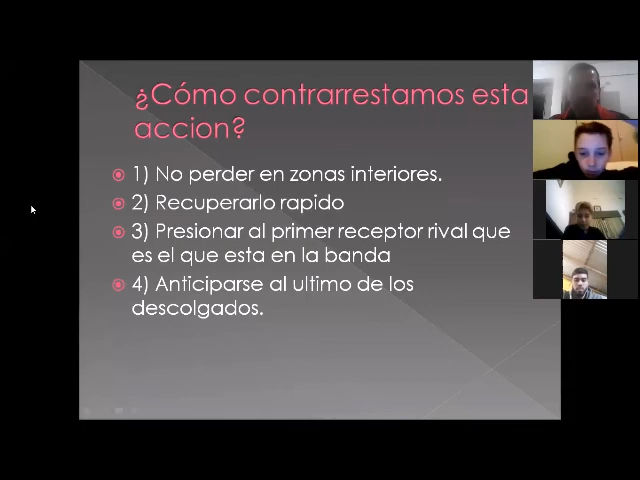 ¿Cómo contrarrestamos esta
accion?
1) No perder en zonas interiores.
2) Recuperarlo rapido
3) Presionar al primer receptor rival que
es el que esta en la banda
4) Anticiparse al ultimo de los
descolgados.